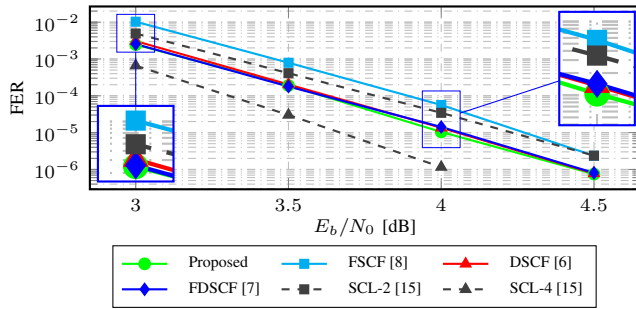 10⁻²
10⁻³
10⁻⁴
10⁻⁵
10⁻⁶
FER
3 3.5 4 4.5
E_b/N_0 [dB]
Proposed FSCF [8] DSCF [6]
FDSCF [7] SCL-2 [15] SCL-4 [15]